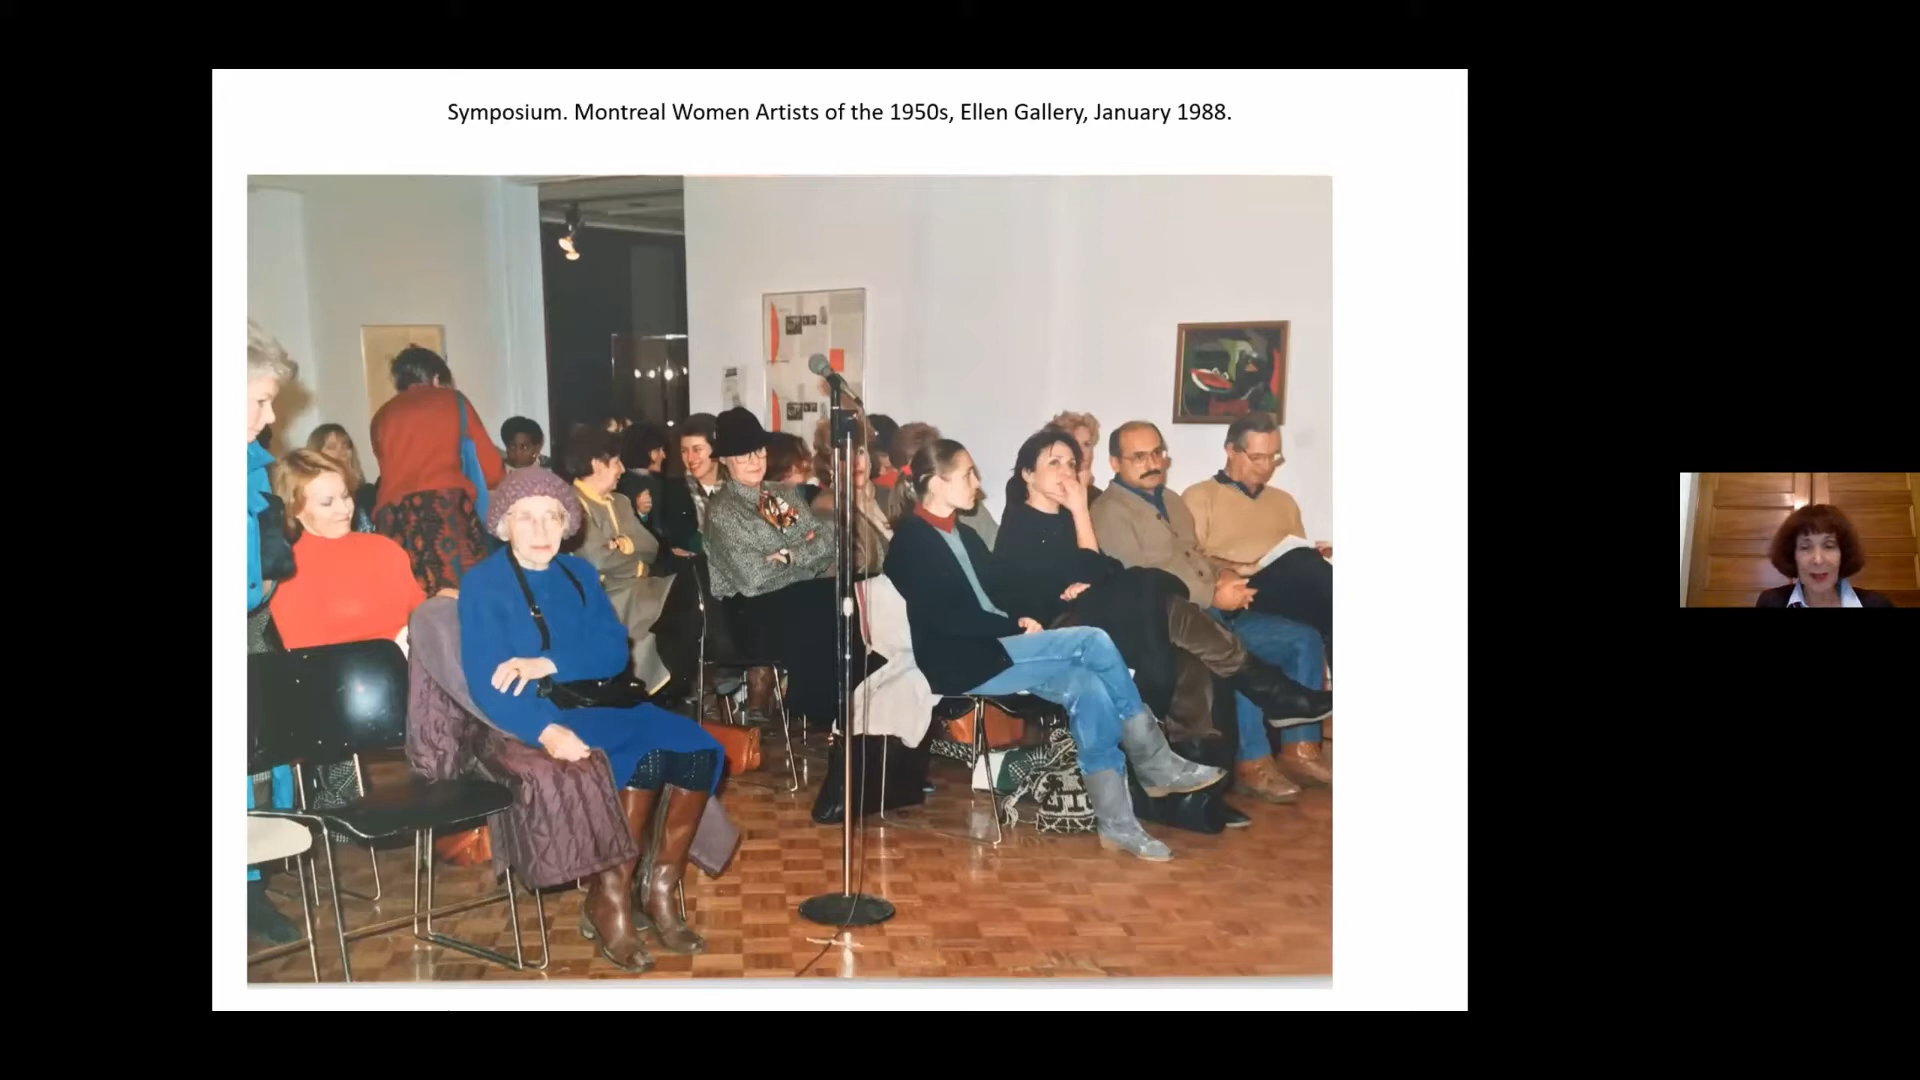 Symposium. Montreal Women Artists of the 1950s, Ellen Gallery, January 1988.